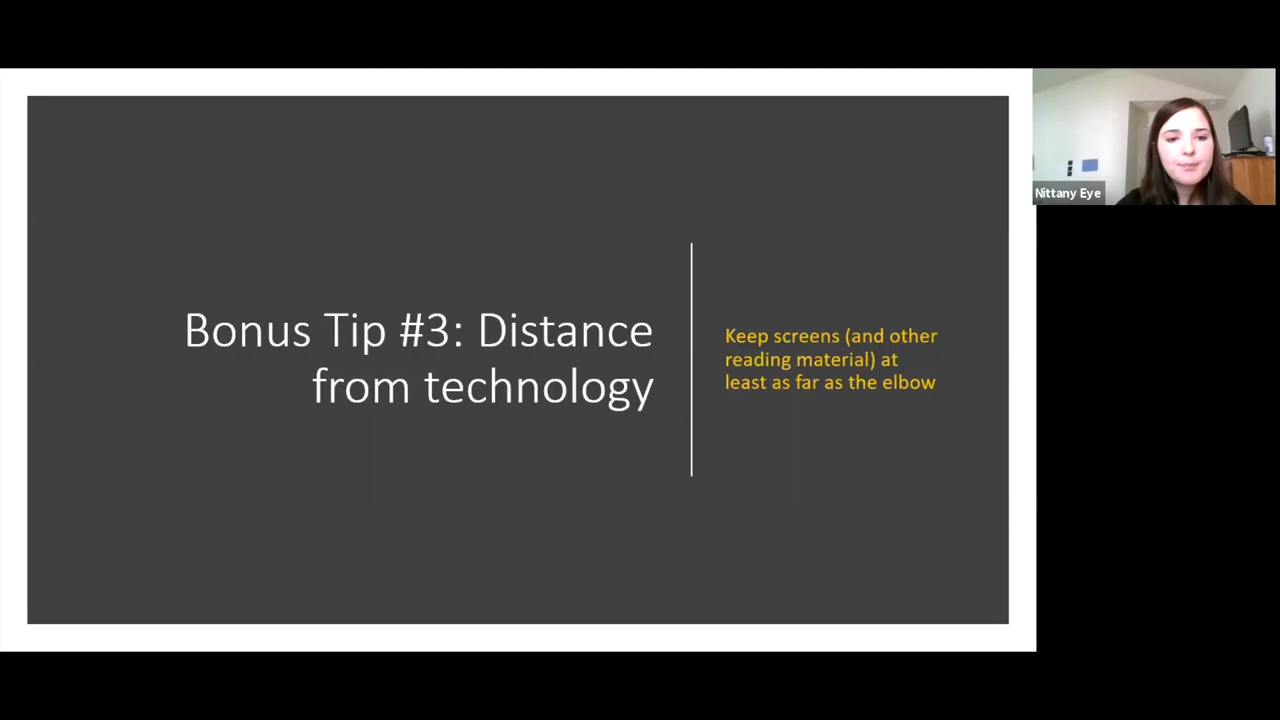 Bonus Tip #3: Distance
from technology
Keep screens (and other
reading material) at
least as far as the elbow
Nittany Eye